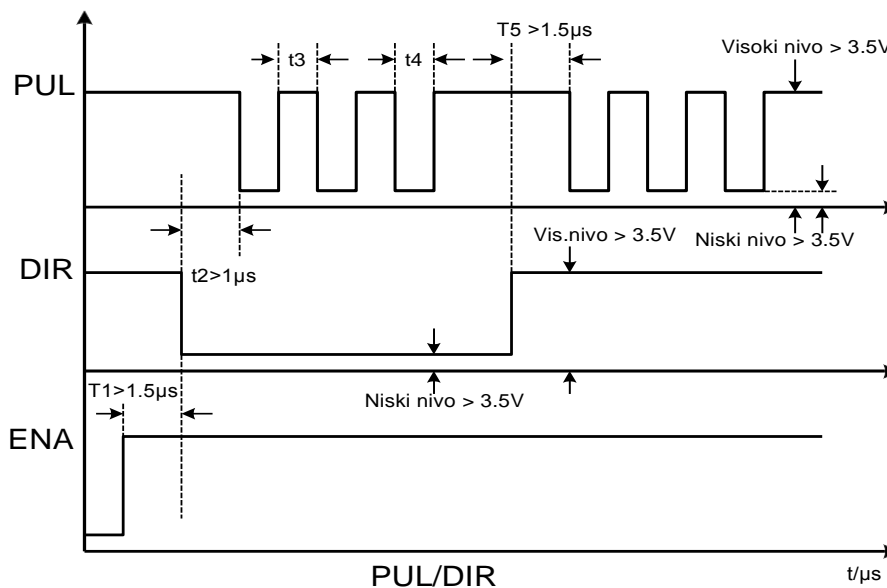 T5 >1.5µs
Visoki nivo > 3.5V
t3
t4
PUL
Vis.nivo > 3.5V
Niski nivo > 3.5V
DIR
t2>1µs
T1>1.5µs
Niski nivo > 3.5V
ENA
PUL/DIR
t/µs